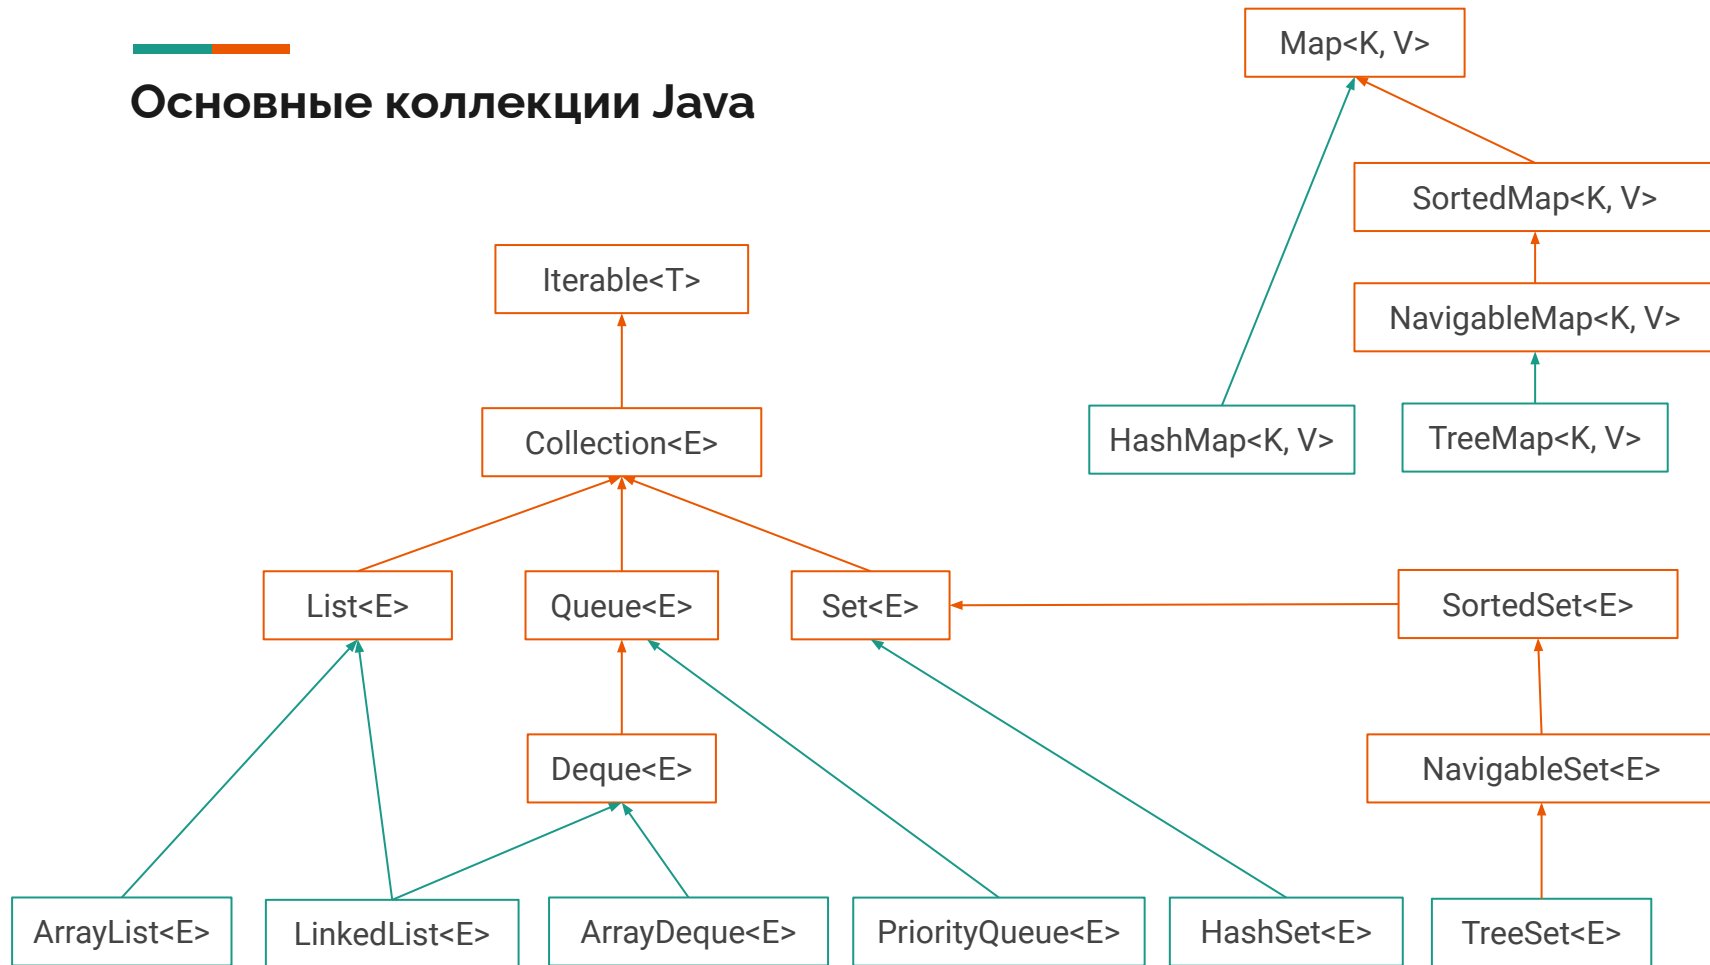 Основные коллекции Java
Map<K, V>
SortedMap<K, V>
Iterable<T>
NavigableMap<K, V>
Collection<E>
HashMap<K, V>
TreeMap<K, V>
List<E>
Queue<E>
Set<E>
SortedSet<E>
Deque<E>
NavigableSet<E>
ArrayList<E>
LinkedList<E>
ArrayDeque<E>
PriorityQueue<E>
HashSet<E>
TreeSet<E>